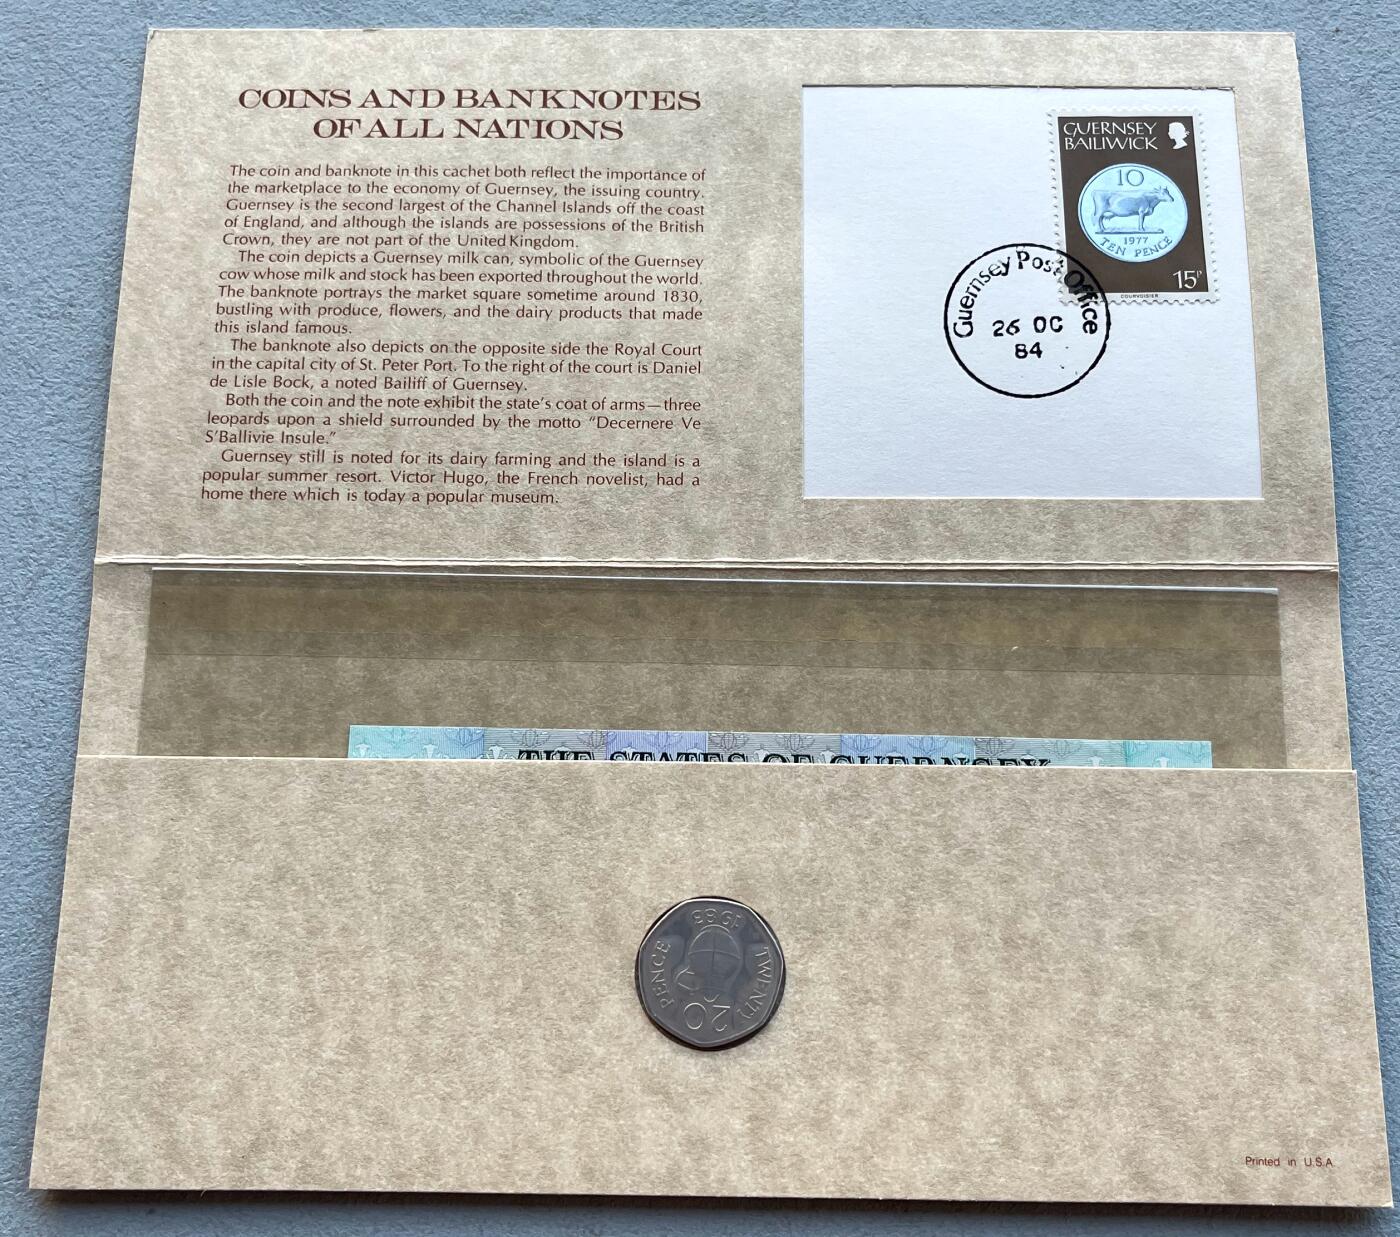 COINS AND BANKNOTES
OF ALL NATIONS
The coin and banknote in this cachet both reflect the importance of
the marketplace to the economy of Guernsey, the issuing country.
Guernsey is the second largest of the Channel Islands off the coast
of England, and although the islands are possessions of the British
Crown, they are not part of the United Kingdom.
The coin depicts a Guernsey milk can, symbolic of the Guernsey
cow whose milk and stock has been exported throughout the world.
The banknote portrays the market square sometime around 1830,
bustling with produce, flowers, and the dairy products that made
this island famous.
The banknote also depicts on the opposite side the Royal Court
in the capital city of St. Peter Port. To the right of the court is Daniel
de Lisle Bock, a noted Bailiff of Guernsey.
Both the coin and the note exhibit the state's coat of arms—three
leopards upon a shield surrounded by the motto "Decernere Ve
S'Ballivie Insule."
Guernsey still is noted for its dairy farming and the island is a
popular summer resort. Victor Hugo, the French novelist, had a
home there which is today a popular museum.
GUERNSEY
BAILIWICK
10
1977
TEN PENCE
15P
COURVOISIER
Guernsey Post Office
26 OC
84
THE STATES OF GUERNSEY
TWENTY
PENCE
20
1983
Printed in U.S.A.